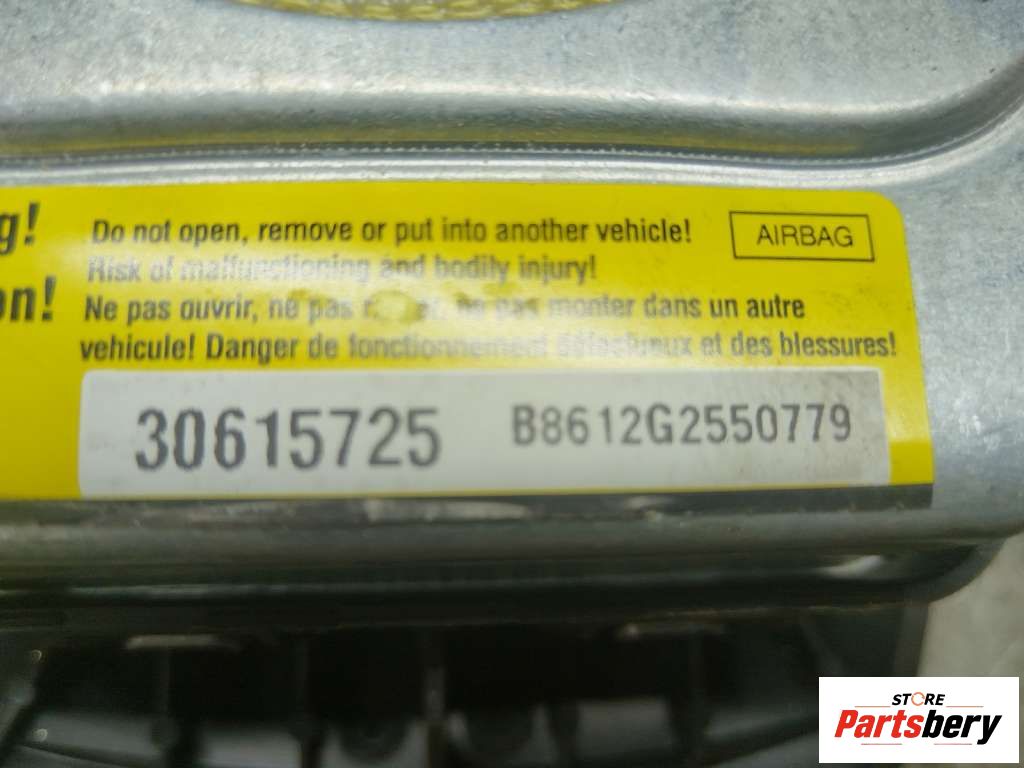 g!
on!
Do not open, remove or put into another vehicle!
Risk of malfunctioning and bodily injury!
Ne pas ouvrir, ne pas ne pas monter dans un autre
vehicule! Danger de fonctionnement défectueux et des blessures!
AIRBAG
30615725 B8612G2550779
STORE
Partsbery